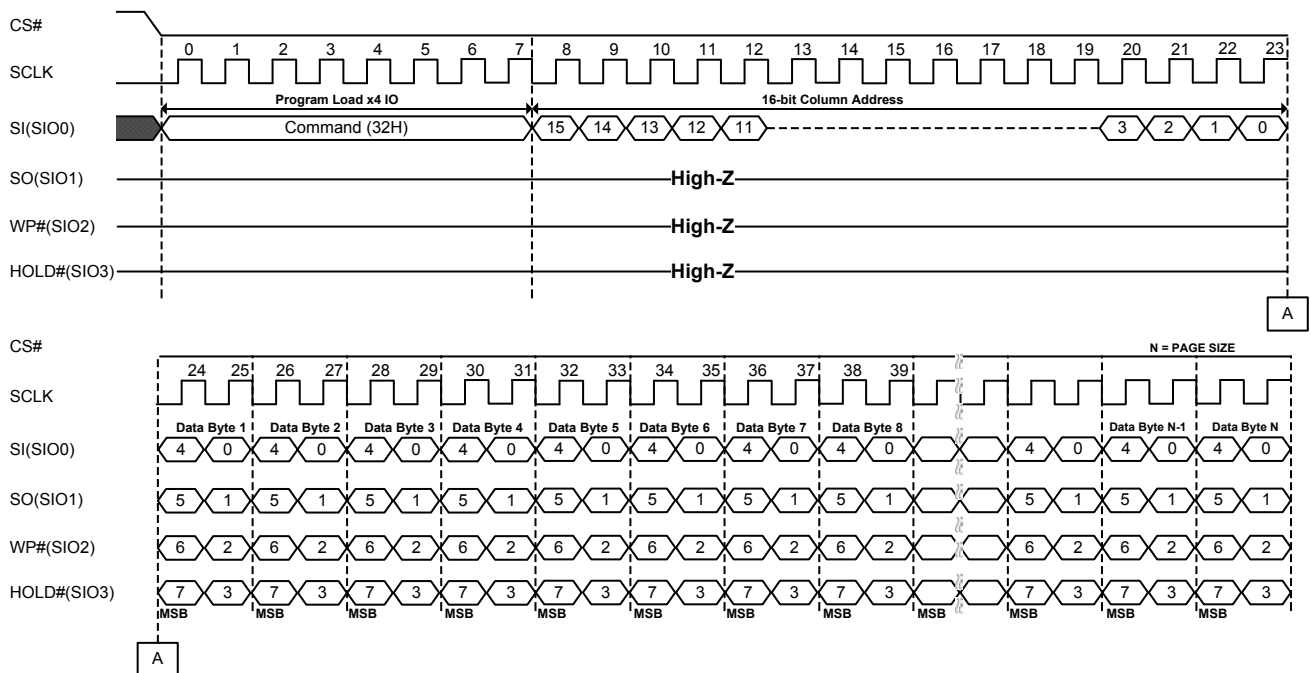 CS#
0 1 2 3 4 5 6 7 8 9 10 11 12 13 14 15 16 17 18 19 20 21 22 23
SCLK
Program Load x4 IO 16-bit Column Address
SI(SIO0) Command (32H) 15 14 13 12 11 3 2 1 0
SO(SIO1) High-Z
WP#(SIO2) High-Z
HOLD#(SIO3) High-Z
A
CS#
N = PAGE SIZE
24 25 26 27 28 29 30 31 32 33 34 35 36 37 38 39
SCLK
Data Byte 1 Data Byte 2 Data Byte 3 Data Byte 4 Data Byte 5 Data Byte 6 Data Byte 7 Data Byte 8 Data Byte N-1 Data Byte N
SI(SIO0) 4 0 4 0 4 0 4 0 4 0 4 0 4 0 4 0 4 0 4 0 4 0
SO(SIO1) 5 1 5 1 5 1 5 1 5 1 5 1 5 1 5 1 5 1 5 1 5 1
WP#(SIO2) 6 2 6 2 6 2 6 2 6 2 6 2 6 2 6 2 6 2 6 2 6 2
HOLD#(SIO3) 7 3 7 3 7 3 7 3 7 3 7 3 7 3 7 3 7 3 7 3 7 3
MSB MSB MSB MSB MSB MSB MSB MSB MSB MSB MSB MSB
A